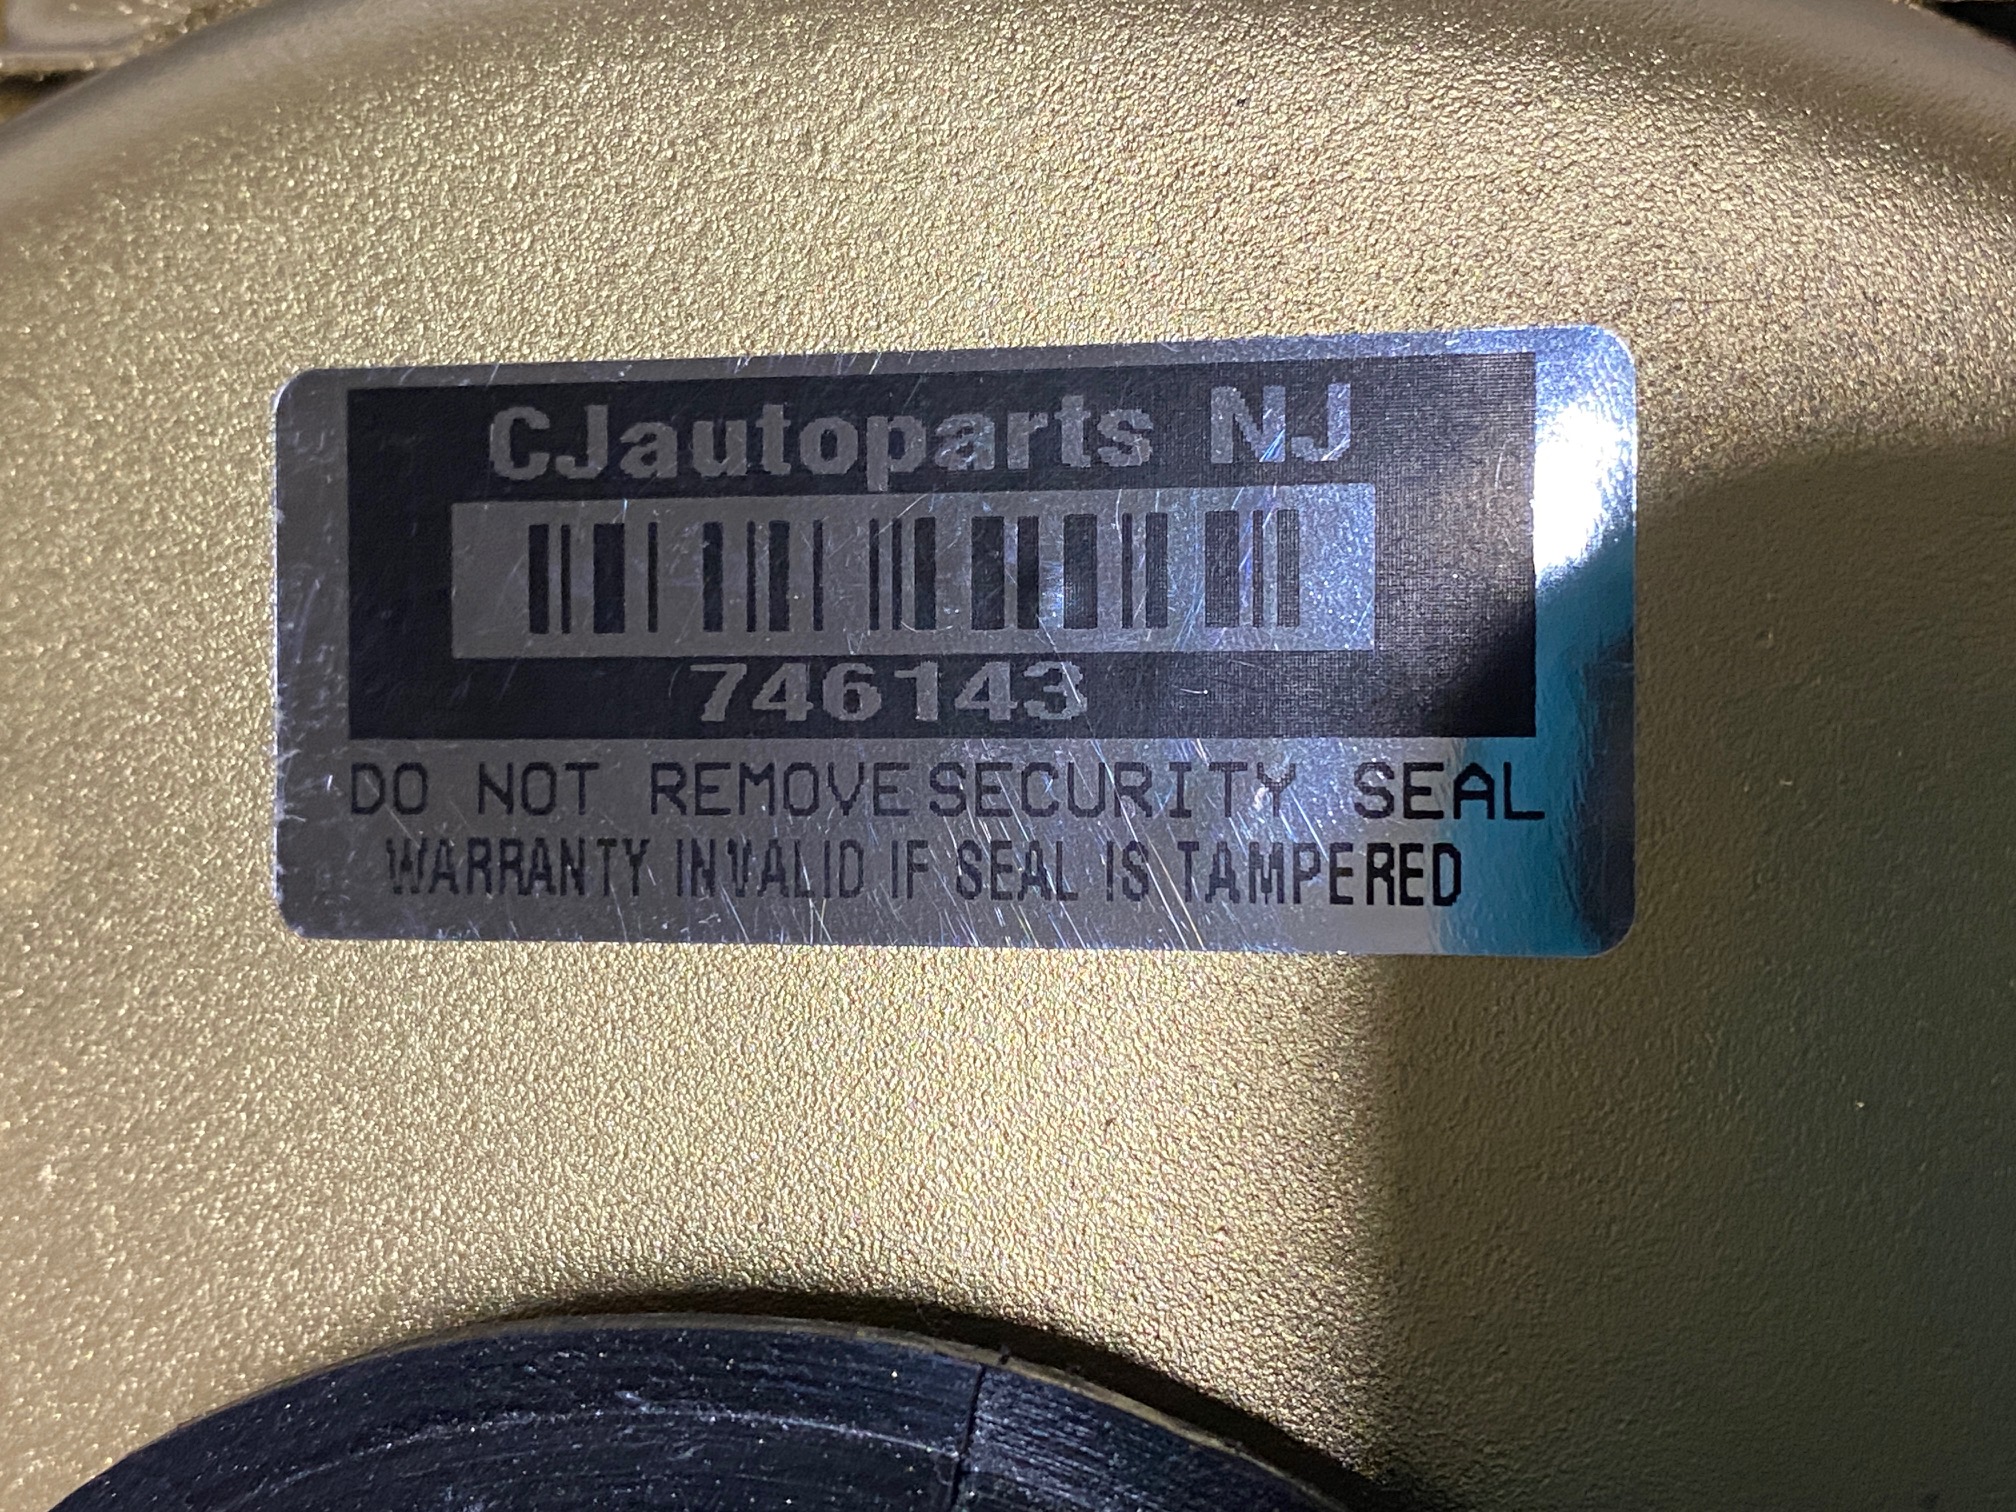 CJautoparts NJ
746143
DO NOT REMOVE SECURITY SEAL
WARRANTY INVALID IF SEAL IS TAMPERED